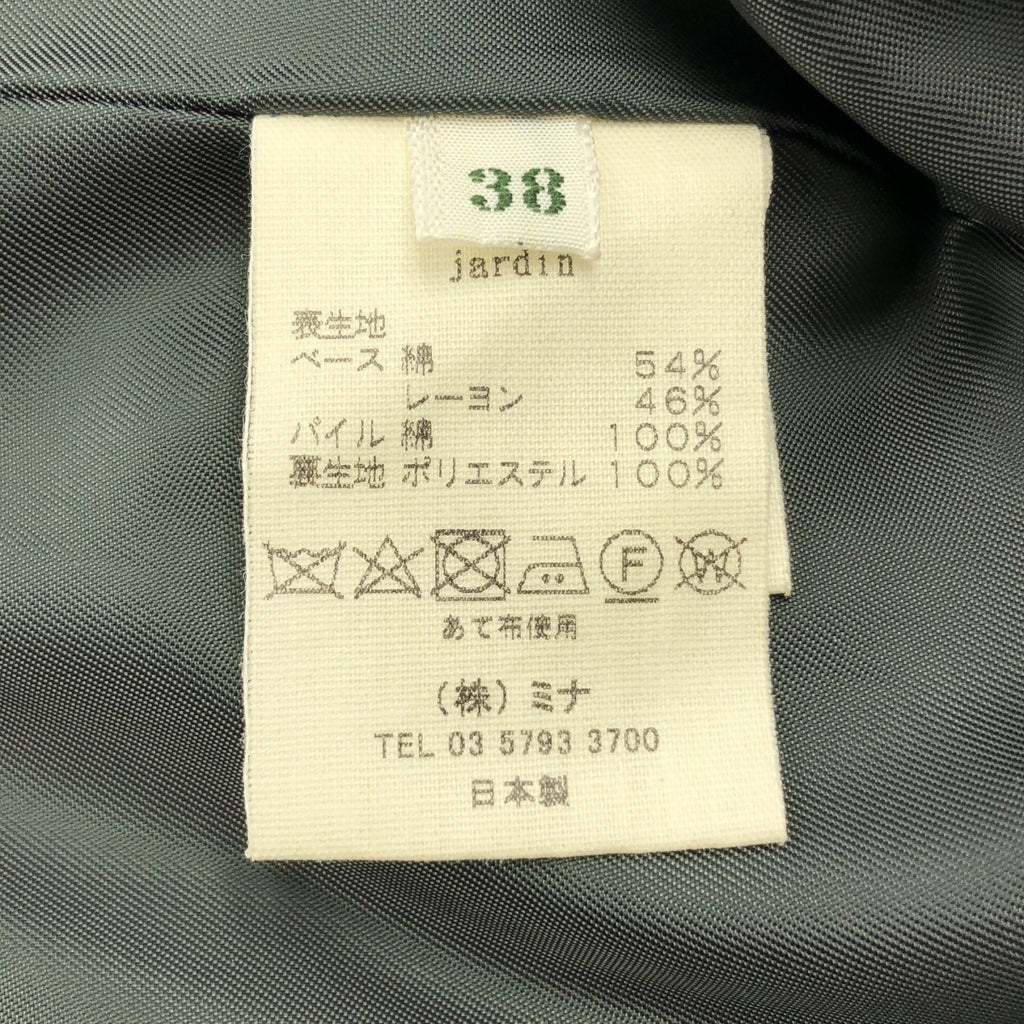 38
jardin
表生地
ベース 綿 54%
レーヨン 46%
パイル 綿 100%
裏生地 ポリエステル 100%
F W
あて布使用
(株) ミナ
TEL 03 5793 3700
日本製